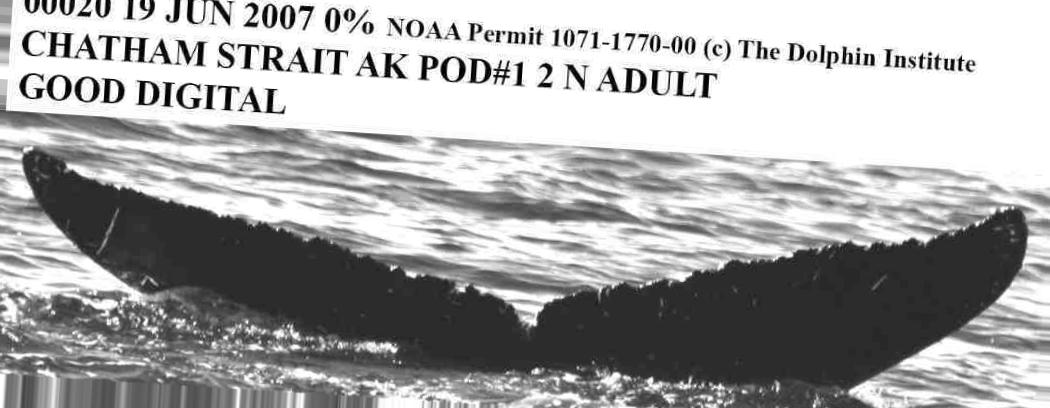 00020 19 JUN 2007 0% NOAA Permit 1071-1770-00 (c) The Dolphin Institute
CHATHAM STRAIT AK POD#1 2 N ADULT
GOOD DIGITAL